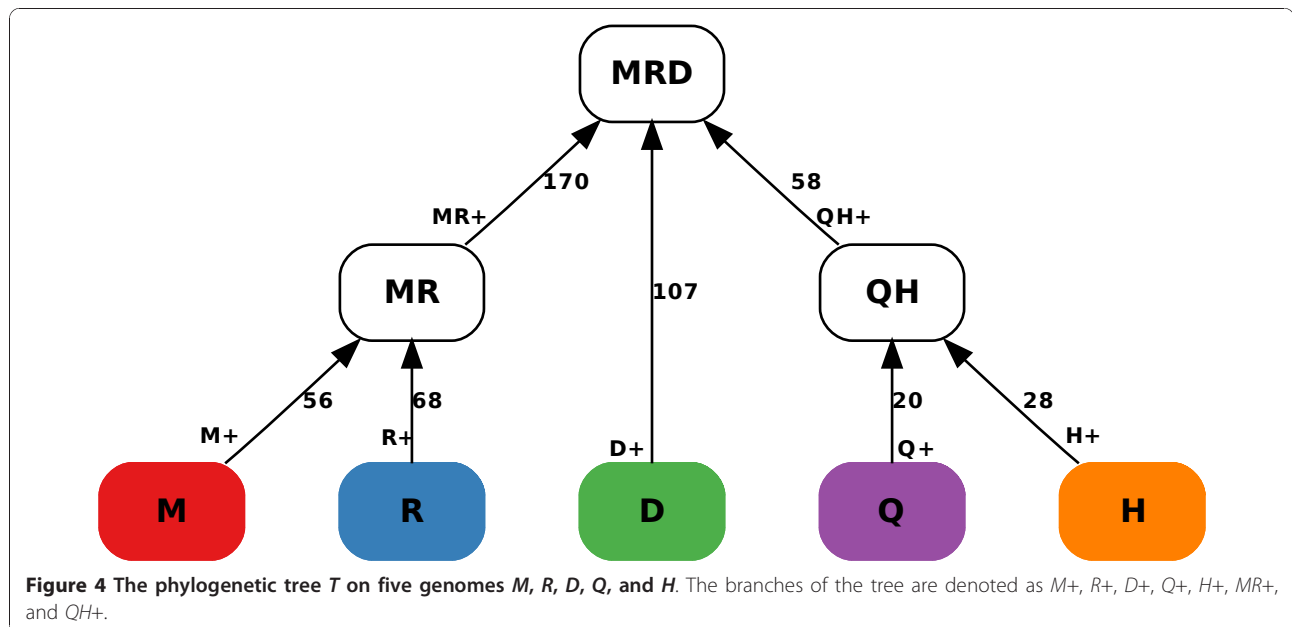 MRD
170
58
MR+
QH+
MR
107
QH
56
68
20
28
M+
R+
D+
Q+
H+
M
R
D
Q
H
Figure 4 The phylogenetic tree T on five genomes M, R, D, Q, and H. The branches of the tree are denoted as M+, R+, D+, Q+, H+, MR+,
and QH+.